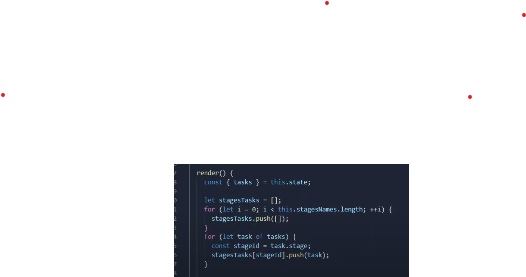 render() {
const { tasks } = this.state;
let stagesTasks = [];
for (let i = 0; i < this.stagesNames.length; ++i) {
stagesTasks.push([]);
}
for (let task of tasks) {
const stageId = task.stage;
stagesTasks[stageId].push(task);
}